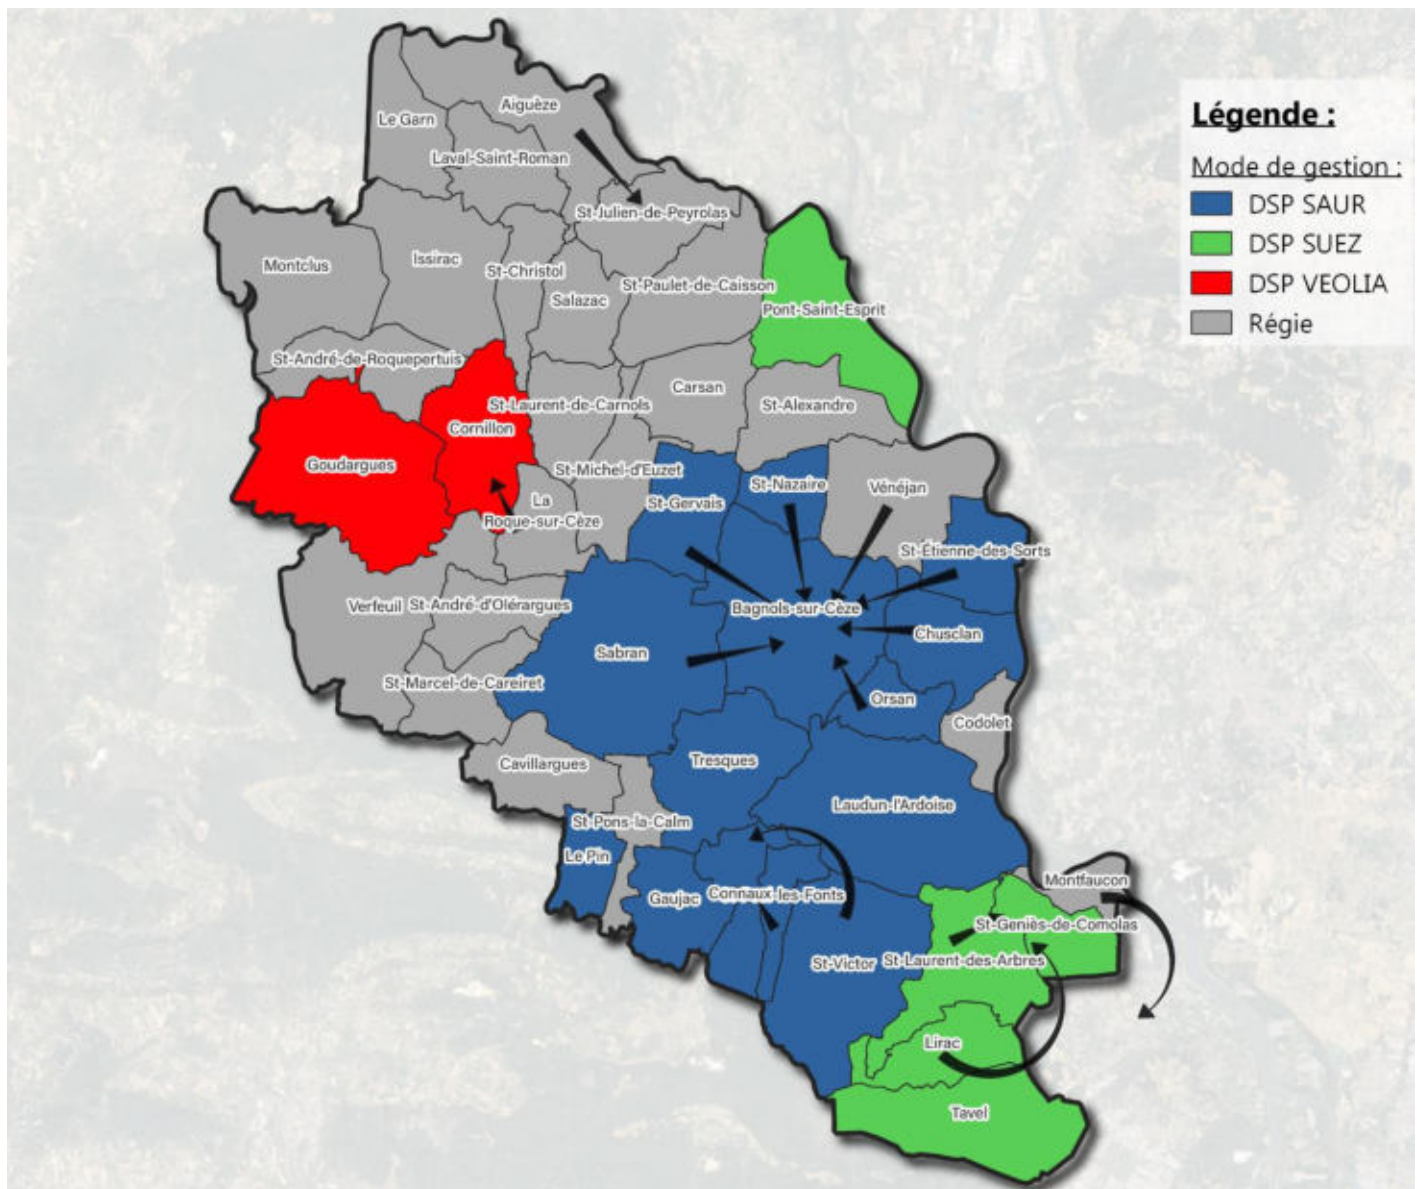 Légende :
Mode de gestion :
DSP SAUR
DSP SUEZ
DSP VEOLIA
Régie
Aiguèze
Le Garn
Laval-Saint-Roman
St-Julien-de-Peyrolas
Montclus
Issirac
St-Christol
Salazac
St-Paulet-de-Caisson
Pont-Saint-Esprit
St-André-de-Roquepertuis
Carsan
St-Laurent-de-Carnols
St-Alexandre
Cornillon
Goudargues
St-Michel-d'Euzet
St-Gervais
St-Nazaire
Vénéjan
La
Roque-sur-Cèze
St-Étienne-des-Sorts
Verfeuil
St-André-d'Olérargues
Bagnols-sur-Cèze
Chusclan
Sabran
St-Marcel-de-Careiret
Orsan
Codolet
Cavillargues
Tresques
Laudun-l'Ardoise
St-Pons-la-Calm
Le Pin
Gaujac
Connaux
les-Fonts
Montfaucon
St-Geniès-de-Comolas
St-Victor
St-Laurent-des-Arbres
Lirac
Tavel